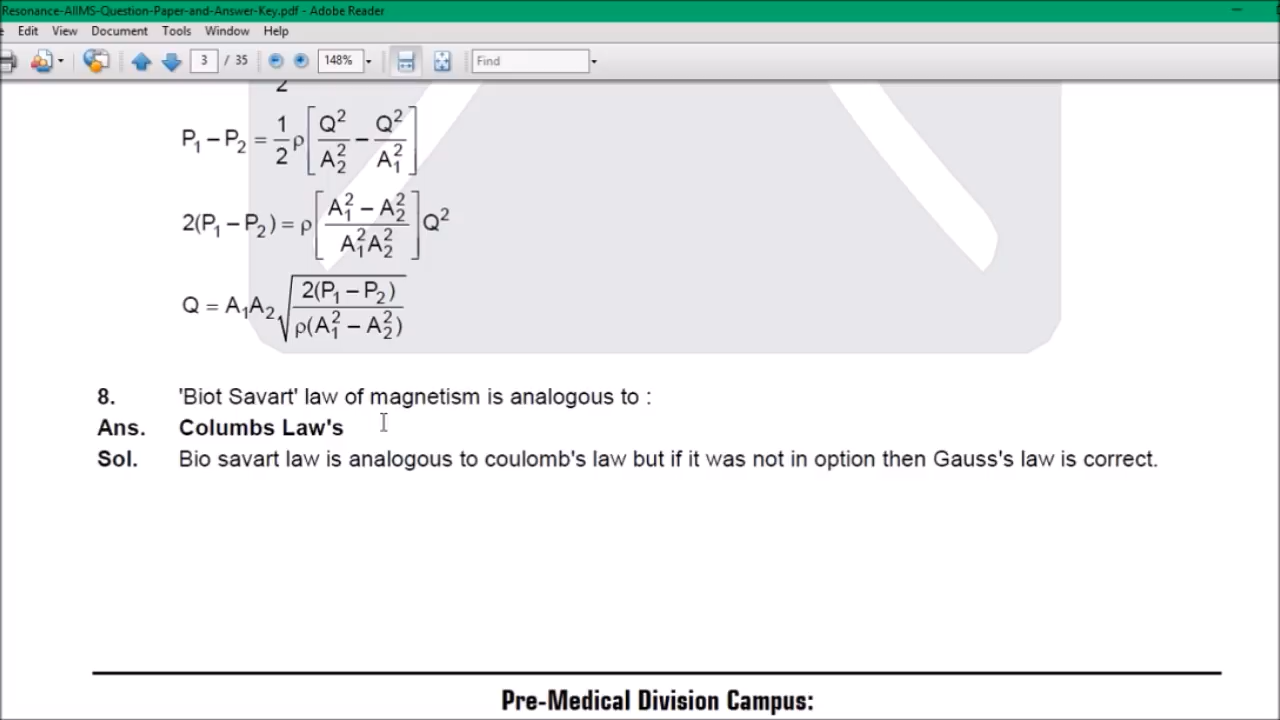 Resonance-AIIMS-Question-Paper-and-Answer-Key.pdf - Adobe Reader
Edit View Document Tools Window Help
3 / 35 148% Find
2
P₁ – P₂ = 1/2 ρ[Q²/A₂² – Q²/A₁²]
2(P₁ – P₂) = ρ[A₁² – A₂²/A₁²A₂²]Q²
Q = A₁A₂√2(P₁ – P₂)/ρ(A₁² – A₂²)
8. 'Biot Savart' law of magnetism is analogous to :
Ans. Columbs Law's
Sol. Bio savart law is analogous to coulomb's law but if it was not in option then Gauss's law is correct.
Pre-Medical Division Campus: